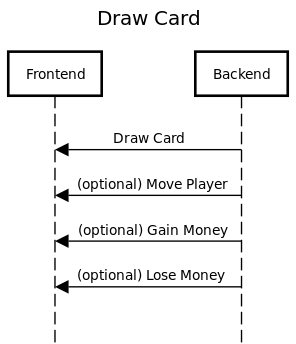 Draw Card
Frontend
Backend
Draw Card
(optional) Move Player
(optional) Gain Money
(optional) Lose Money